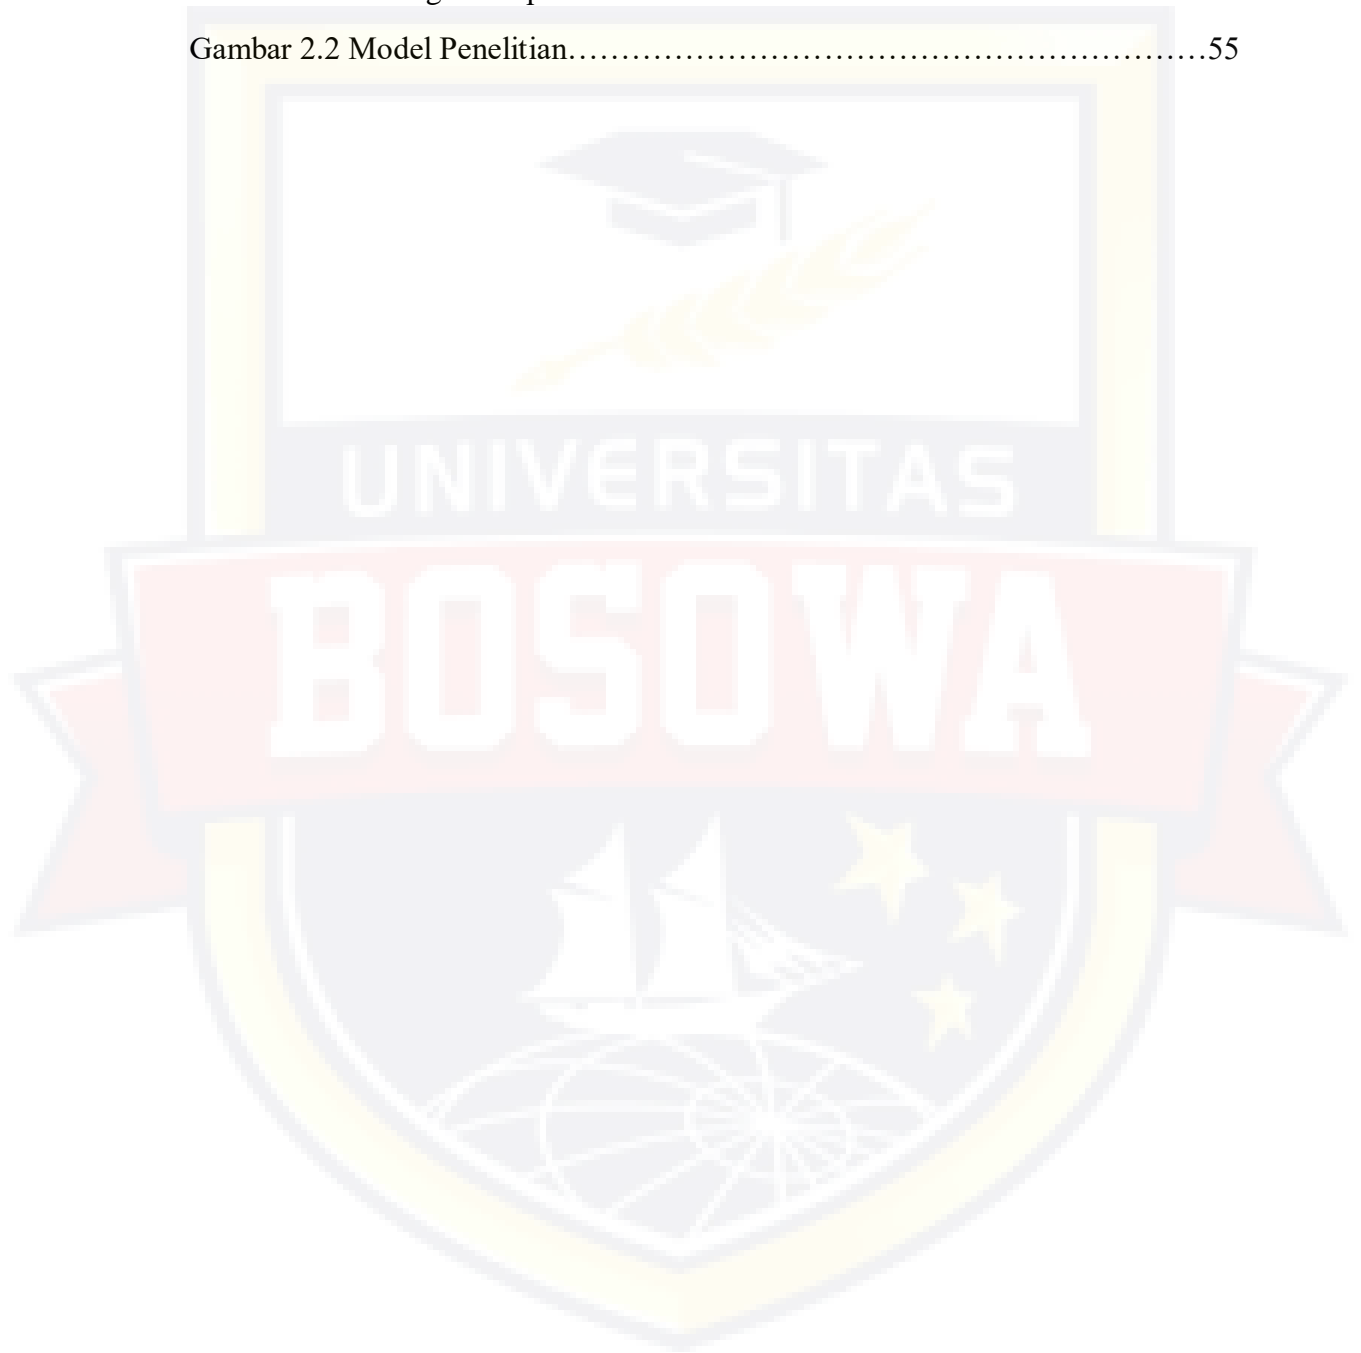 Gambar 2.2 Model Penelitian…………………………………………………….55
UNIVERSITAS
BOSOWA